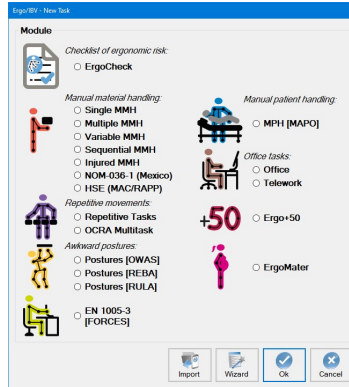 Ergo/IBV - New Task
Module
Checklist of ergonomic risk:
ErgoCheck
Manual material handling:
Single MMH
Multiple MMH
Variable MMH
Sequential MMH
Injured MMH
NOM-036-1 (Mexico)
HSE (MAC/RAPP)
Repetitive movements:
Repetitive Tasks
OCRA Multitask
Awkward postures:
Postures [OWAS]
Postures [REBA]
Postures [RULA]
EN 1005-3
[FORCES]
Manual patient handling:
MPH [MAPO]
Office tasks:
Office
Telework
+50
Ergo+50
ErgoMater
Import
Wizard
Ok
Cancel